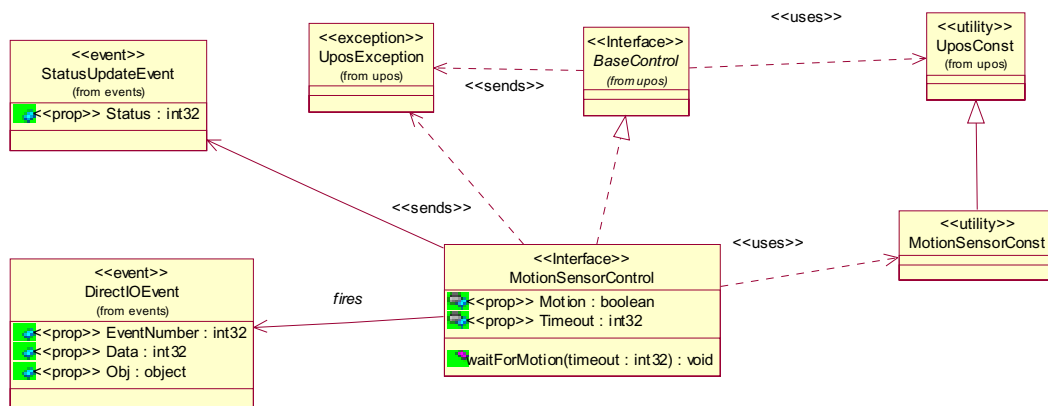 <<event>>
StatusUpdateEvent
(from events)
<<prop>> Status : int32
<<exception>>
UposException
(from upos)
<<sends>>
<<Interface>>
BaseControl
(from upos)
<<uses>>
<<utility>>
UposConst
(from upos)
<<sends>>
<<event>>
DirectIOEvent
(from events)
<<prop>> EventNumber : int32
<<prop>> Data : int32
<<prop>> Obj : object
fires
<<Interface>>
MotionSensorControl
<<prop>> Motion : boolean
<<prop>> Timeout : int32
waitForMotion(timeout : int32) : void
<<uses>>
<<utility>>
MotionSensorConst